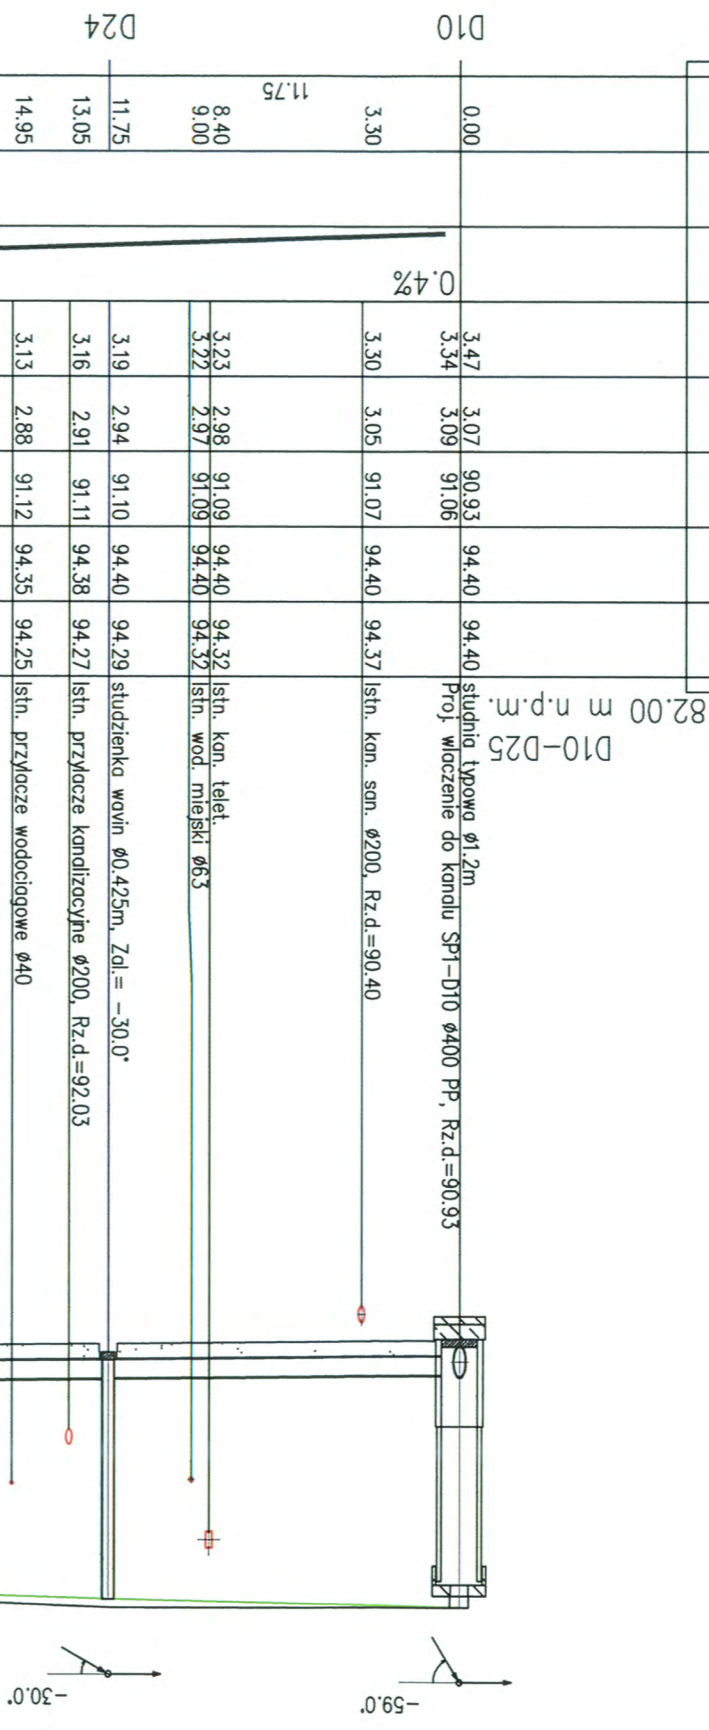 D24
D10
11.75
0.00
3.30
8.40
9.00
11.75
13.05
14.95
0.4%
3.47 3.07 90.93 94.40 94.40 studnia typowa ø1.2m
3.34 3.09 91.06 Proj. wlaczenie do kanalu SP1-D10 ø400 PP, Rz.d.=90.93
3.30 3.05 91.07 94.40 94.37 Istn. kan. san. ø200, Rz.d.=90.40
3.23 2.98 91.09 94.40 94.32 Istn. kan. telet.
3.22 2.97 91.09 94.40 94.32 Istn. wod. miejski ø63
3.19 2.94 91.10 94.40 94.29 studzienka wavin ø0.425m, Zal.= -30.0°
3.16 2.91 91.11 94.38 94.27 Istn. przylacze kanalizacyjne ø200, Rz.d.=92.03
3.13 2.88 91.12 94.35 94.25 Istn. przylacze wodociagowe ø40
82.00 m n.p.m.
D10-D25
-30.0°
-59.0°